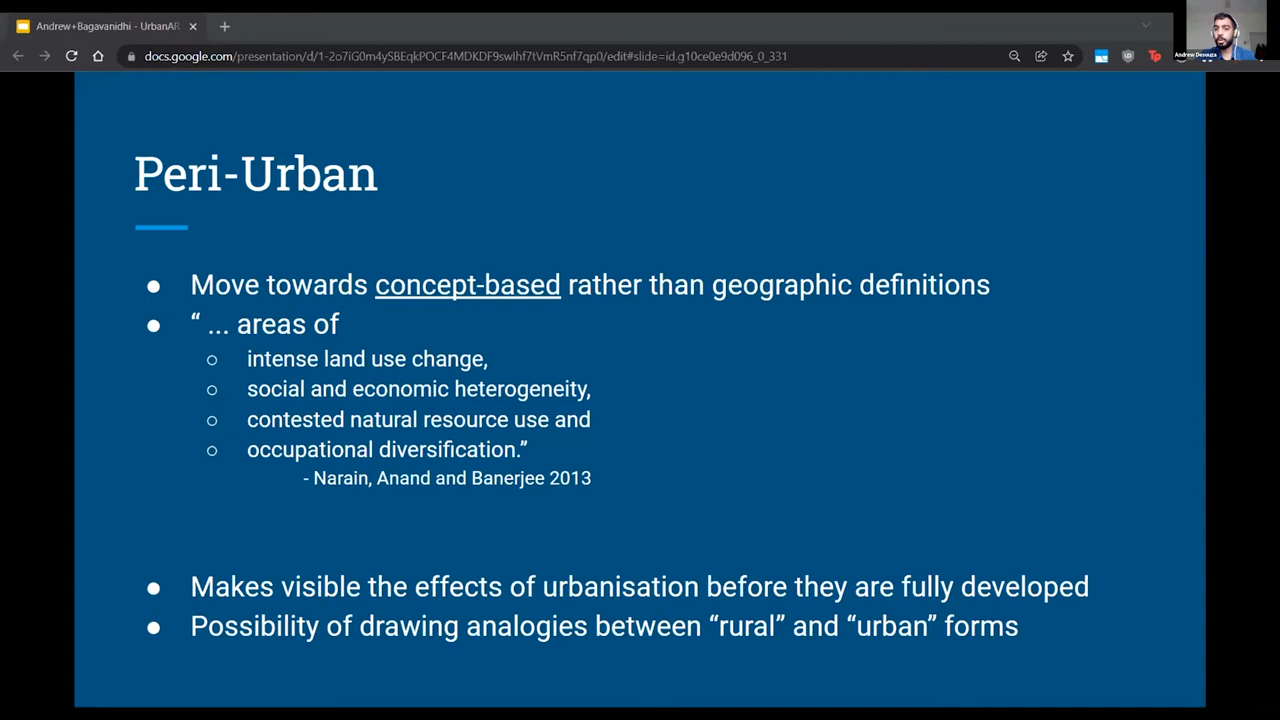 Andrew+Bagavanidhi - UrbanAR
docs.google.com/presentation/d/1-2o7iG0m4ySBEqkPOCF4MDKDF9swIhf7tVmR5nf7qp0/edit#slide=id.g10ce0e9d096_0_331
Andrew Desouza
Peri-Urban
● Move towards concept-based rather than geographic definitions
● “ ... areas of
○ intense land use change,
○ social and economic heterogeneity,
○ contested natural resource use and
○ occupational diversification.”
- Narain, Anand and Banerjee 2013
● Makes visible the effects of urbanisation before they are fully developed
● Possibility of drawing analogies between “rural” and “urban” forms